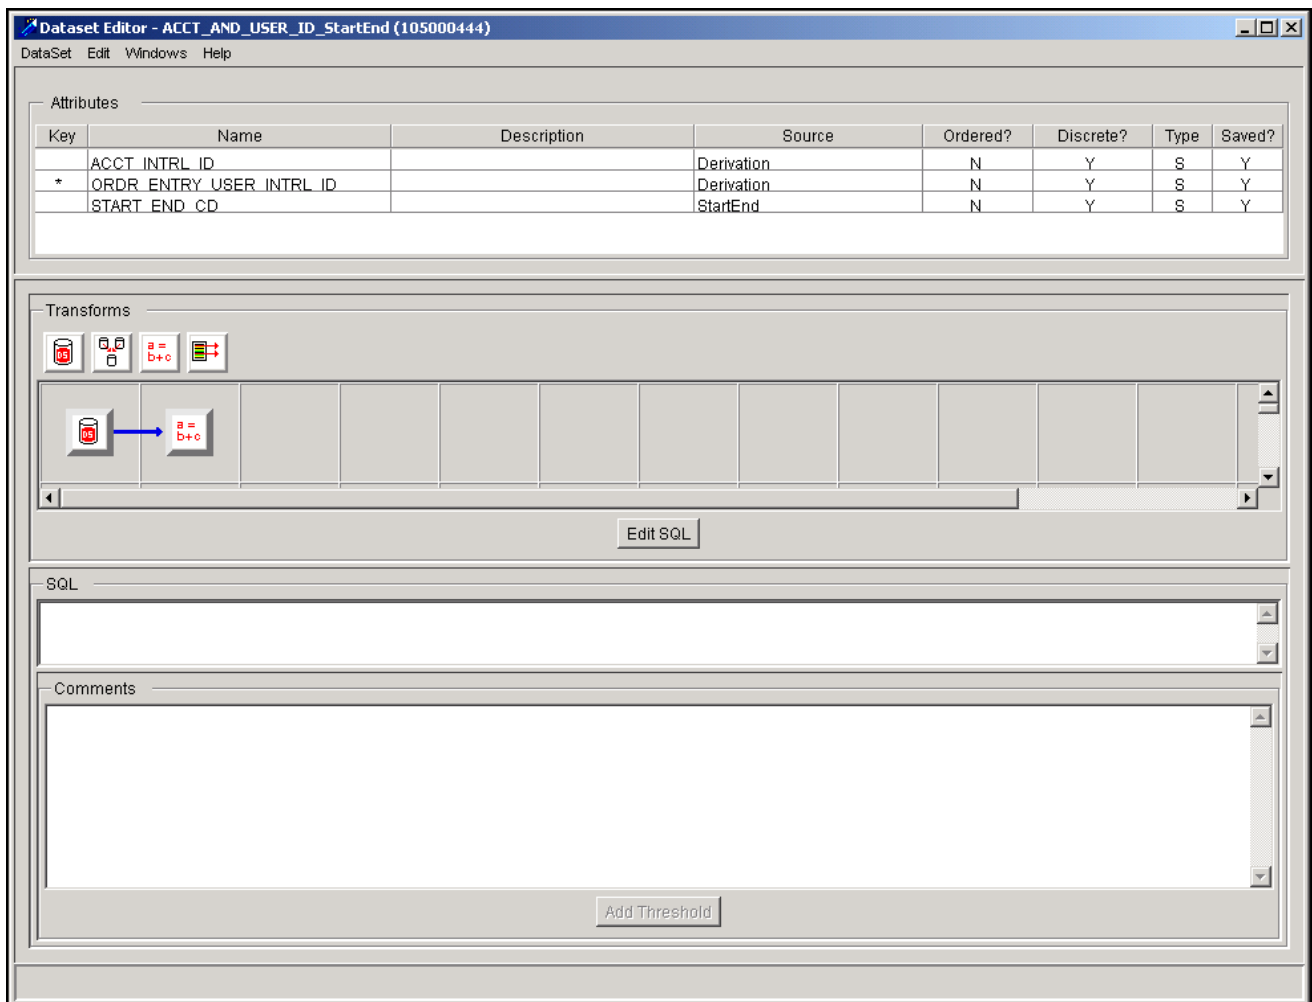 Dataset Editor - ACCT_AND_USER_ID_StartEnd (105000444)
DataSet Edit Windows Help
Attributes
Key Name Description Source Ordered? Discrete? Type Saved?
ACCT_INTRL_ID Derivation N Y S Y
* ORDR_ENTRY_USER_INTRL_ID Derivation N Y S Y
START_END_CD StartEnd N Y S Y
Transforms
DS a = b+c
DS a = b+c
Edit SQL
SQL
Comments
Add Threshold